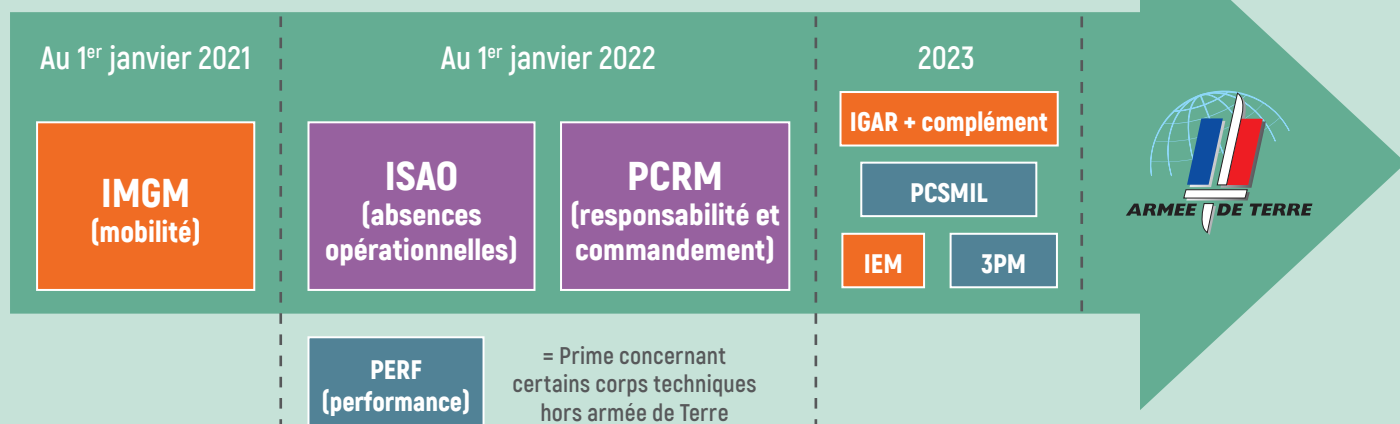 Au 1er janvier 2021
IMGM
(mobilité)
Au 1er janvier 2022
ISAO
(absences
opérationnelles)
PCRM
(responsabilité et
commandement)
PERF
(performance)
= Prime concernant
certains corps techniques
hors armée de Terre
2023
IGAR + complément
PCSMIL
IEM
3PM
ARMEE DE TERRE